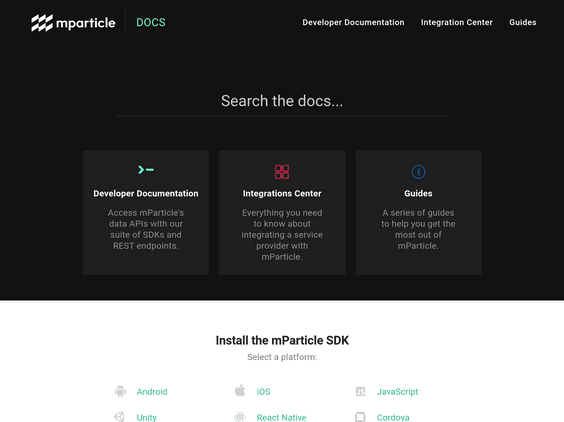 mparticle DOCS Developer Documentation Integration Center Guides
Search the docs...
Developer Documentation
Access mParticle's
data APIs with our
suite of SDKs and
REST endpoints.
Integrations Center
Everything you need
to know about
integrating a service
provider with
mParticle.
Guides
A series of guides
to help you get the
most out of
mParticle.
Install the mParticle SDK
Select a platform:
Android iOS JavaScript
Unity React Native Cordova